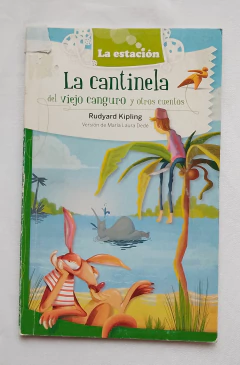 La estación
La cantinela
del viejo canguro y otros cuentos
Rudyard Kipling
Versión de María Laura Dedé